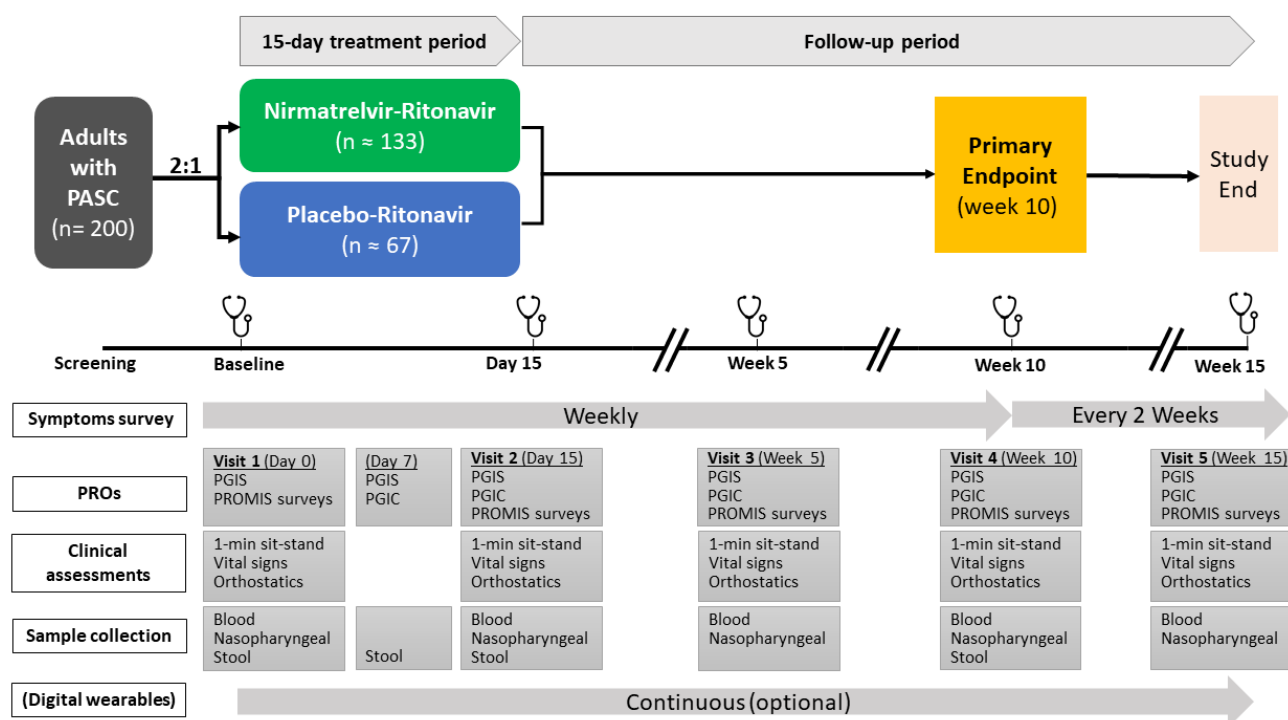 15-day treatment period
Follow-up period
Adults
with
PASC
(n= 200)
2:1
Nirmatrelvir-Ritonavir
(n ≈ 133)
Placebo-Ritonavir
(n ≈ 67)
Primary
Endpoint
(week 10)
Study
End
Screening
Baseline
Day 15
Week 5
Week 10
Week 15
Symptoms survey
Weekly
Every 2 Weeks
PROs
Visit 1 (Day 0)
PGIS
PROMIS surveys
(Day 7)
PGIS
PGIC
Visit 2 (Day 15)
PGIS
PGIC
PROMIS surveys
Visit 3 (Week 5)
PGIS
PGIC
PROMIS surveys
Visit 4 (Week 10)
PGIS
PGIC
PROMIS surveys
Visit 5 (Week 15)
PGIS
PGIC
PROMIS surveys
Clinical
assessments
1-min sit-stand
Vital signs
Orthostatics
1-min sit-stand
Vital signs
Orthostatics
1-min sit-stand
Vital signs
Orthostatics
1-min sit-stand
Vital signs
Orthostatics
1-min sit-stand
Vital signs
Orthostatics
Sample collection
Blood
Nasopharyngeal
Stool
Stool
Blood
Nasopharyngeal
Stool
Blood
Nasopharyngeal
Blood
Nasopharyngeal
Stool
Blood
Nasopharyngeal
(Digital wearables)
Continuous (optional)